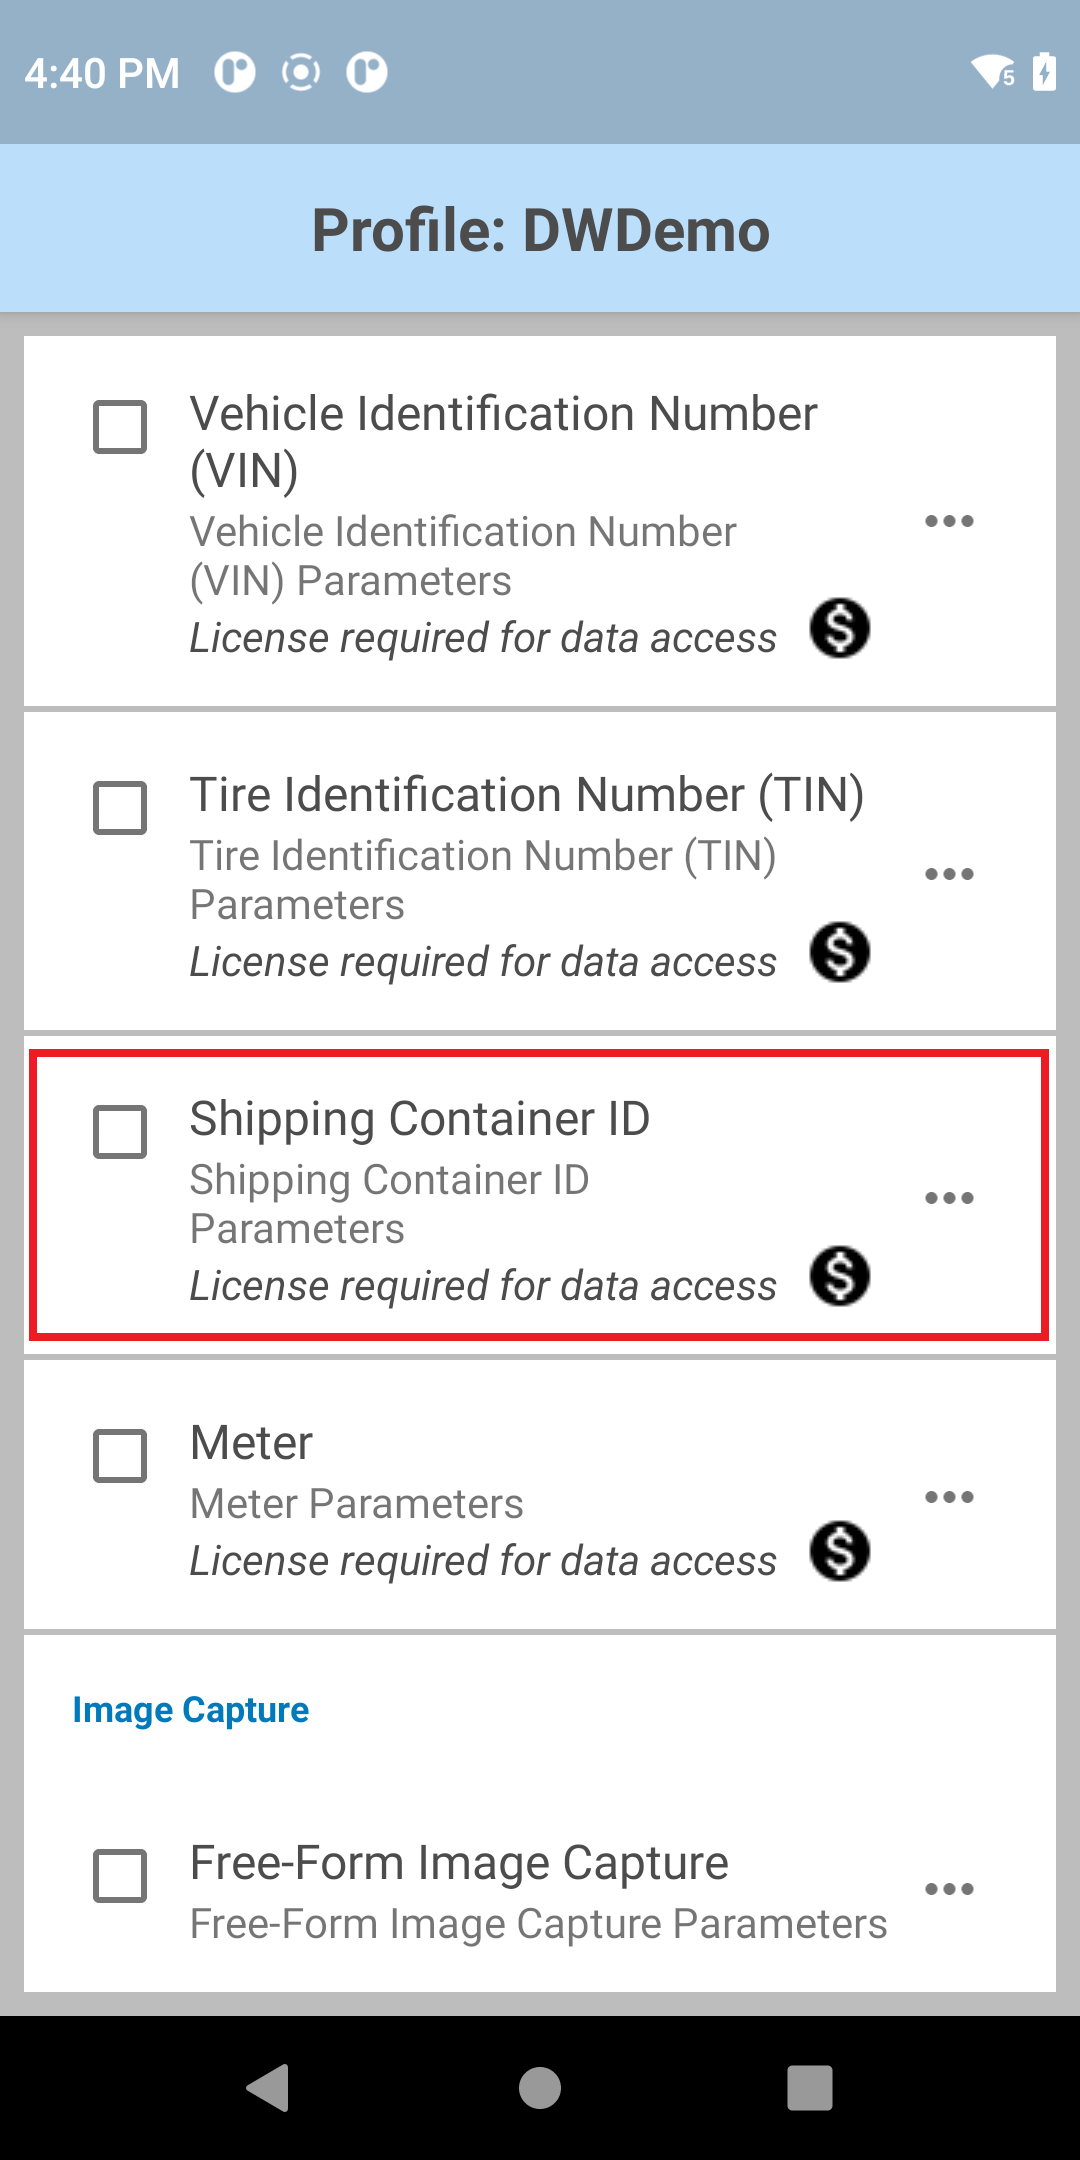 4:40 PM
5
Profile: DWDemo
Vehicle Identification Number
(VIN)
Vehicle Identification Number
(VIN) Parameters
License required for data access
Tire Identification Number (TIN)
Tire Identification Number (TIN)
Parameters
License required for data access
Shipping Container ID
Shipping Container ID
Parameters
License required for data access
Meter
Meter Parameters
License required for data access
Image Capture
Free-Form Image Capture
Free-Form Image Capture Parameters